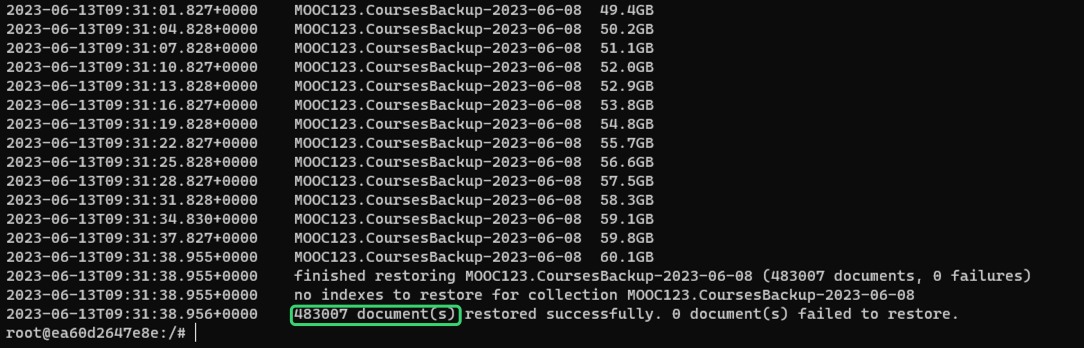 2023-06-13T09:31:01.827+0000    MOOC123.CoursesBackup-2023-06-08  49.4GB
2023-06-13T09:31:04.828+0000    MOOC123.CoursesBackup-2023-06-08  50.2GB
2023-06-13T09:31:07.828+0000    MOOC123.CoursesBackup-2023-06-08  51.1GB
2023-06-13T09:31:10.828+0000    MOOC123.CoursesBackup-2023-06-08  52.0GB
2023-06-13T09:31:13.828+0000    MOOC123.CoursesBackup-2023-06-08  52.9GB
2023-06-13T09:31:16.827+0000    MOOC123.CoursesBackup-2023-06-08  53.8GB
2023-06-13T09:31:19.828+0000    MOOC123.CoursesBackup-2023-06-08  54.8GB
2023-06-13T09:31:22.827+0000    MOOC123.CoursesBackup-2023-06-08  55.7GB
2023-06-13T09:31:25.828+0000    MOOC123.CoursesBackup-2023-06-08  56.6GB
2023-06-13T09:31:28.827+0000    MOOC123.CoursesBackup-2023-06-08  57.5GB
2023-06-13T09:31:31.828+0000    MOOC123.CoursesBackup-2023-06-08  58.3GB
2023-06-13T09:31:34.830+0000    MOOC123.CoursesBackup-2023-06-08  59.1GB
2023-06-13T09:31:37.827+0000    MOOC123.CoursesBackup-2023-06-08  59.8GB
2023-06-13T09:31:38.955+0000    MOOC123.CoursesBackup-2023-06-08  60.1GB
2023-06-13T09:31:38.955+0000    finished restoring MOOC123.CoursesBackup-2023-06-08 (483007 documents, 0 failures)
2023-06-13T09:31:38.955+0000    no indexes to restore for collection MOOC123.CoursesBackup-2023-06-08
2023-06-13T09:31:38.956+0000    483007 document(s) restored successfully. 0 document(s) failed to restore.
root@ea60d2647e8e:/#